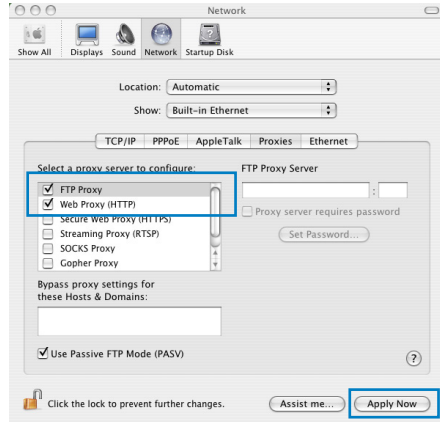 Network
Show All Displays Sound Network Startup Disk
Location: Automatic
Show: Built-in Ethernet
TCP/IP PPPoE AppleTalk Proxies Ethernet
Select a proxy server to configure: FTP Proxy Server
FTP Proxy :
Web Proxy (HTTP) Proxy server requires password
Secure Web Proxy (HTTPS)
Streaming Proxy (RTSP) Set Password...
SOCKS Proxy
Gopher Proxy
Bypass proxy settings for
these Hosts & Domains:
Use Passive FTP Mode (PASV) ?
Click the lock to prevent further changes. Assist me... Apply Now